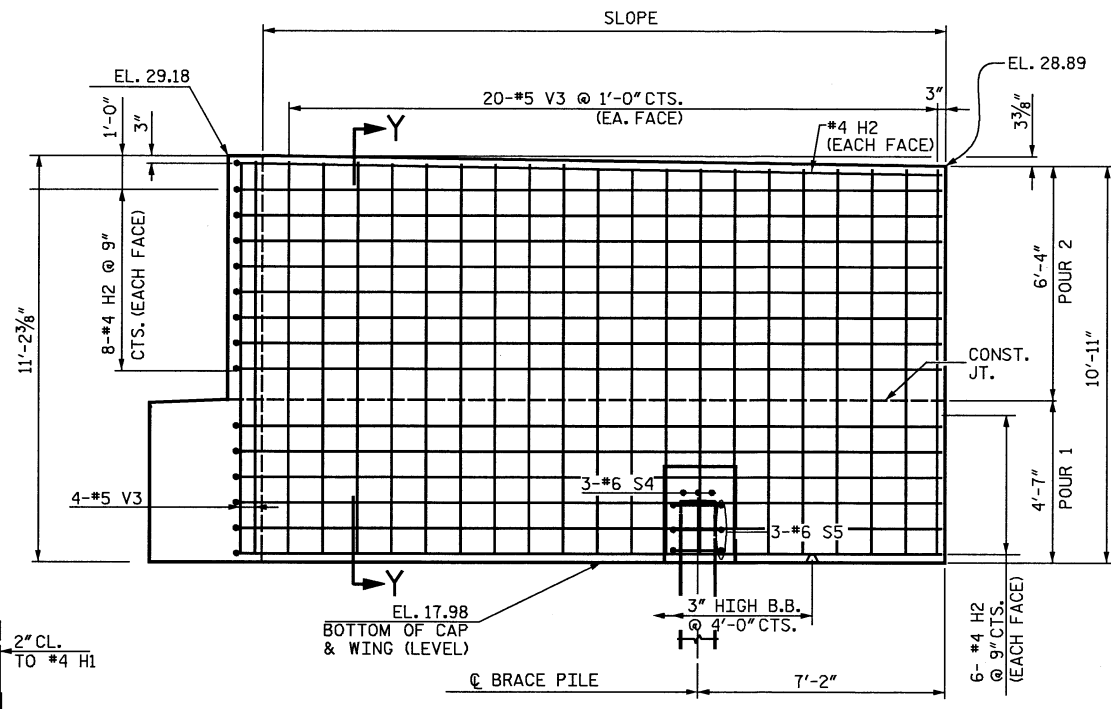 SLOPE
EL. 29.18
EL. 28.89
20-#5 V3 @ 1'-0" CTS.
(EA. FACE)
3"
3 3/8"
1'-0"
3"
Y
#4 H2
(EACH FACE)
8-#4 H2 @ 9"
CTS. (EACH FACE)
11'-2 3/8"
6'-4"
POUR 2
10'-11"
CONST.
JT.
4'-7"
POUR 1
4-#5 V3
3-#6 S4
3-#6 S5
Y
EL. 17.98
BOTTOM OF CAP
& WING (LEVEL)
3" HIGH B.B.
@ 4'-0" CTS.
6- #4 H2
@ 9" CTS.
(EACH FACE)
2" CL.
TO #4 H1
℄ BRACE PILE
7'-2"